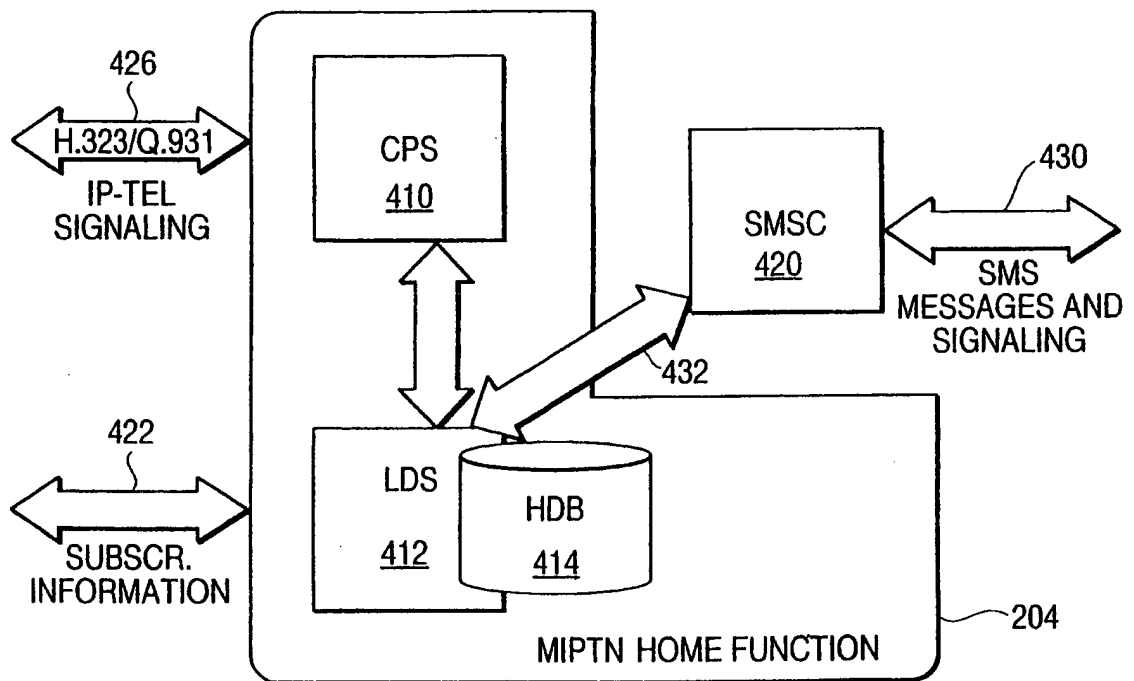 426
H.323/Q.931
IP-TEL
SIGNALING
CPS
410
SMSC
420
430
SMS
MESSAGES AND
SIGNALING
432
422
SUBSCR.
INFORMATION
LDS
412
HDB
414
204
MIPTN HOME FUNCTION